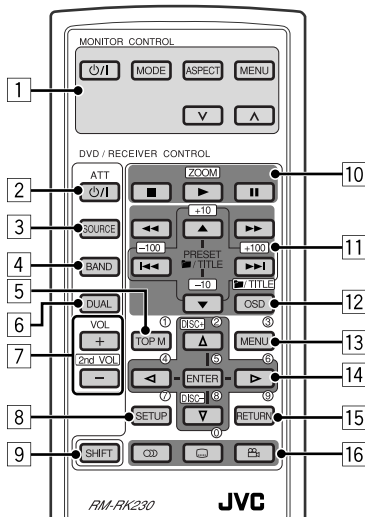 MONITOR CONTROL
⏻/I MODE ASPECT MENU
1
DVD / RECEIVER CONTROL
ATT ZOOM 10
2 ⏻/I
3 SOURCE +10
–100 +100 11
4 BAND PRESET
/ TITLE
5 –10 / TITLE
6 DUAL OSD 12
VOL ① DISC+ ② ③
7 + TOP M MENU 13
2nd VOL ④ ⑤ ⑥
– ENTER 14
⑦ DISC– ⑧ ⑨
8 SETUP RETURN 15
⓪
9 SHIFT 16
RM-RK230 JVC